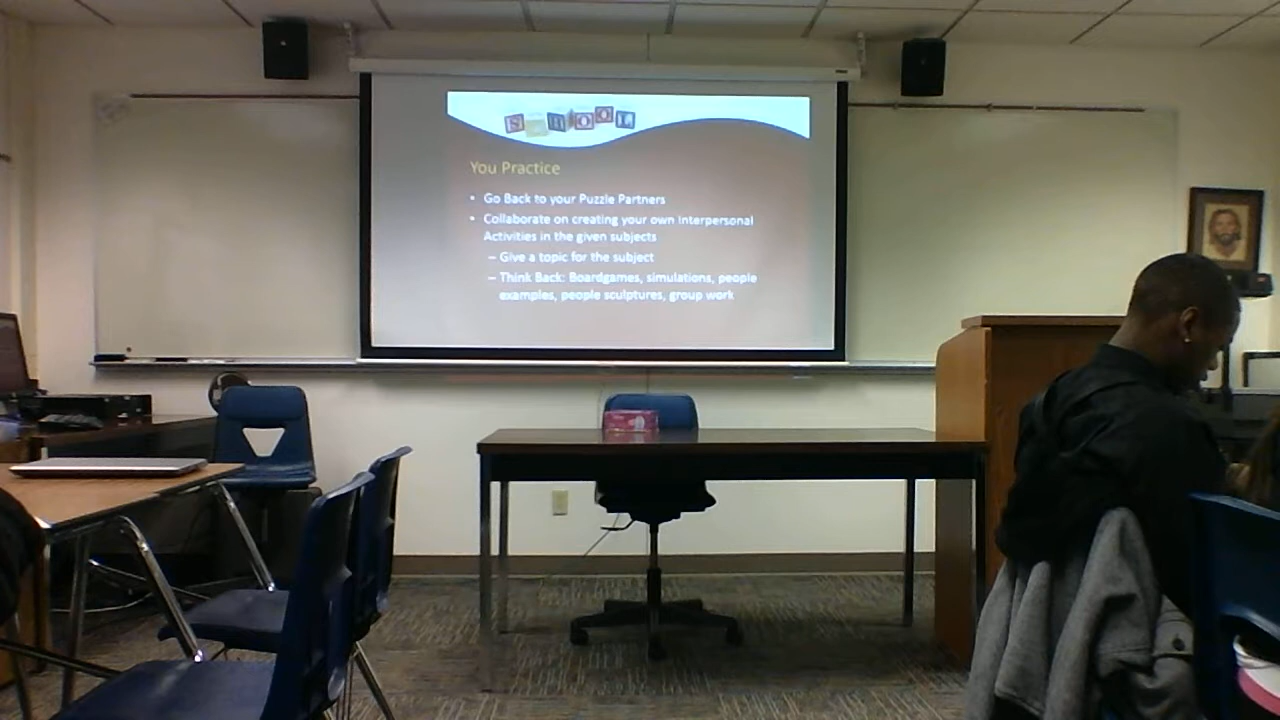 SCHOOL
You Practice
• Go Back to your Puzzle Partners
• Collaborate on creating your own Interpersonal
Activities in the given subjects
– Give a topic for the subject
– Think Back: Boardgames, simulations, people
examples, people sculptures, group work